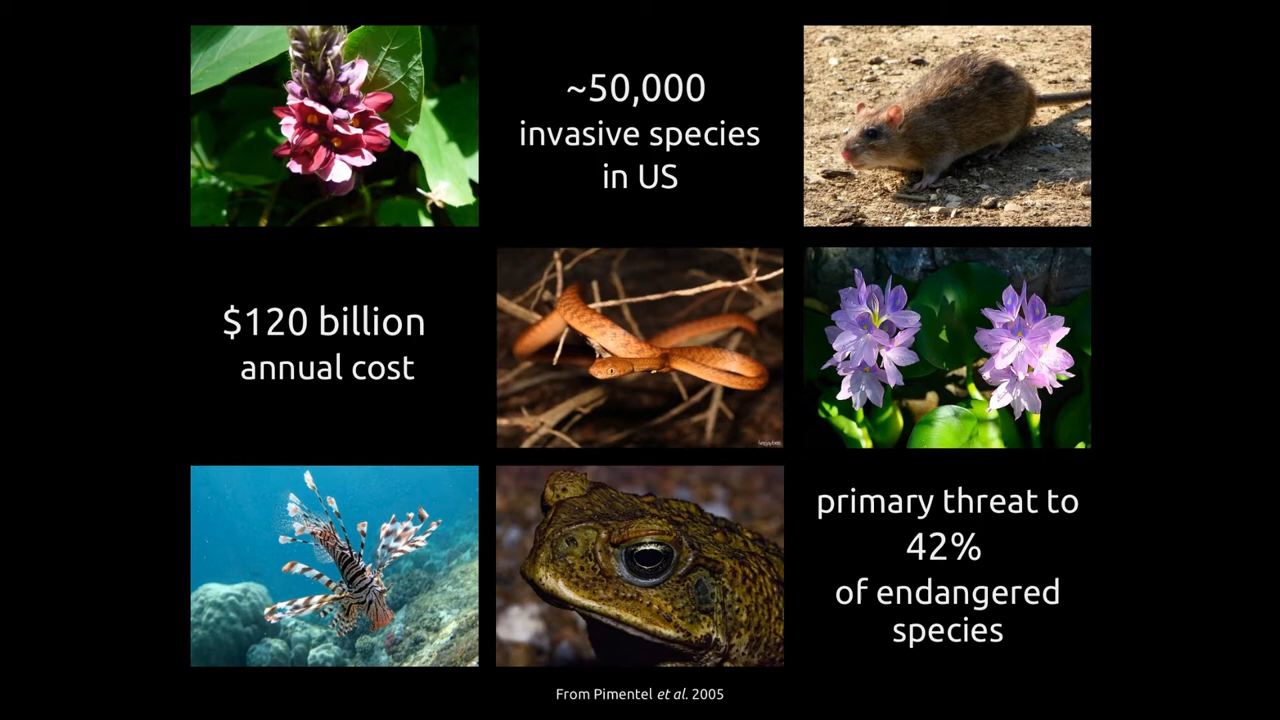 ~50,000
invasive species
in US
$120 billion
annual cost
primary threat to
42%
of endangered
species
From Pimentel et al. 2005